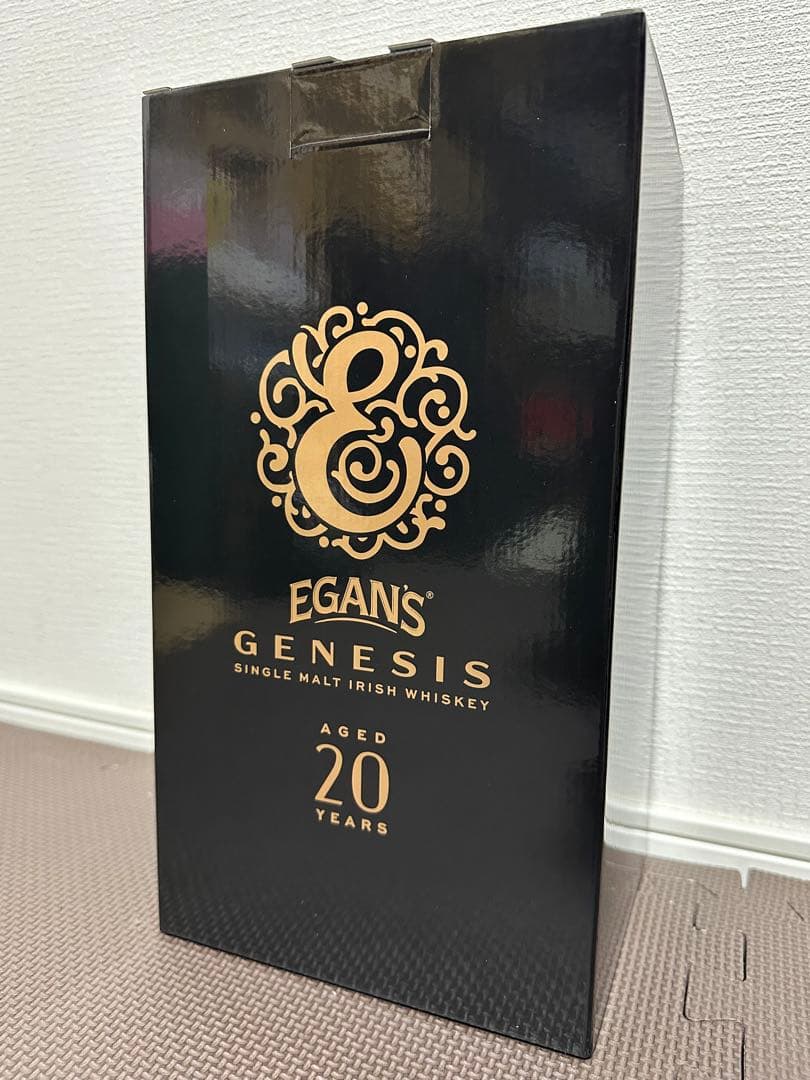 E
EGAN'S®
GENESIS
SINGLE MALT IRISH WHISKEY
AGED
20
YEARS